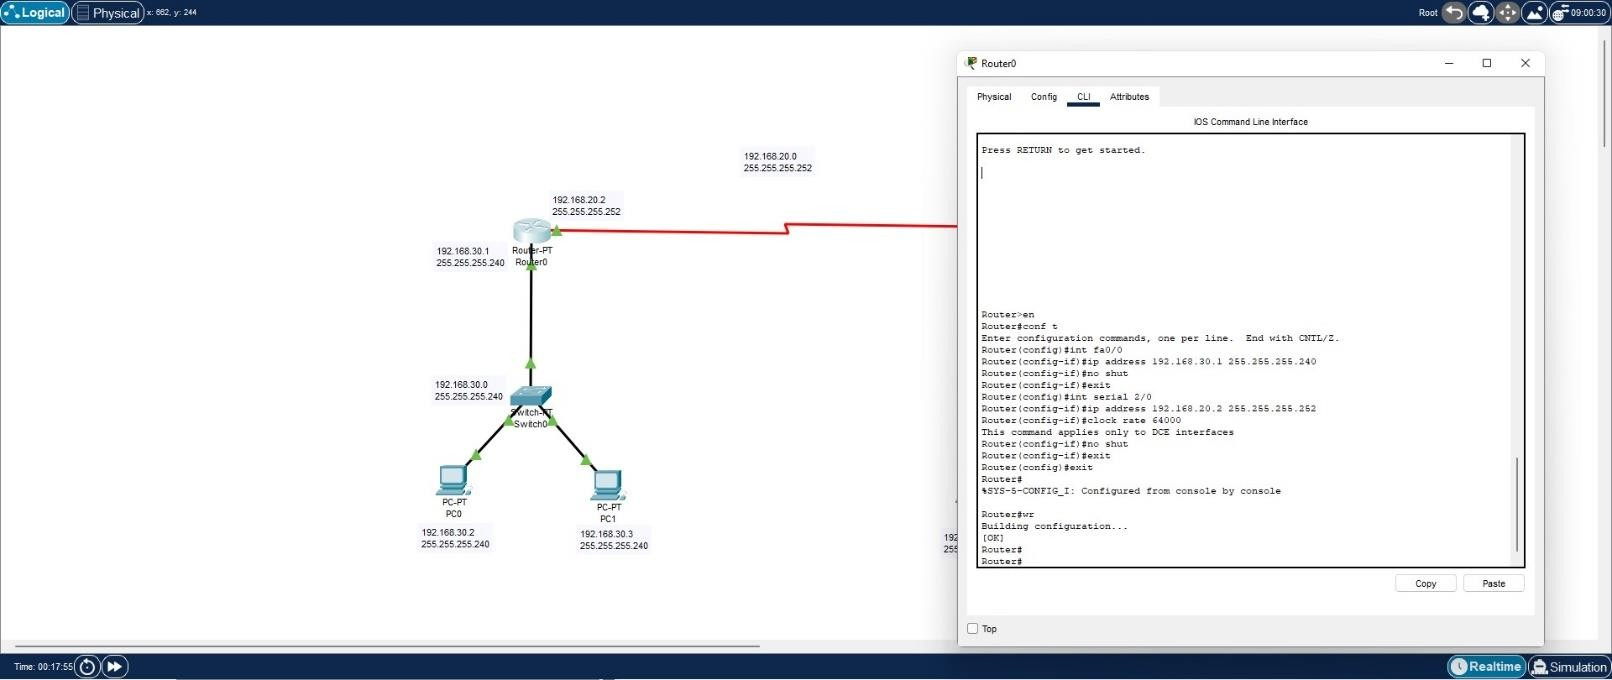 Logical Physical x: 662, y: 244 Root 09:00:30
192.168.20.0
255.255.255.252
192.168.20.2
255.255.255.252
192.168.30.1
255.255.255.240
Router-PT
Router0
192.168.30.0
255.255.255.240
Switch-PT
Switch0
PC-PT
PC0
192.168.30.2
255.255.255.240
PC-PT
PC1
192.168.30.3
255.255.255.240
192
255
Router0
Physical Config CLI Attributes
IOS Command Line Interface
Press RETURN to get started.
Router>en
Router#conf t
Enter configuration commands, one per line.  End with CNTL/Z.
Router(config)#int fa0/0
Router(config-if)#ip address 192.168.30.1 255.255.255.240
Router(config-if)#no shut
Router(config-if)#exit
Router(config)#int serial 2/0
Router(config-if)#ip address 192.168.20.2 255.255.255.252
Router(config-if)#clock rate 64000
This command applies only to DCE interfaces
Router(config-if)#no shut
Router(config-if)#exit
Router(config)#exit
Router#
%SYS-5-CONFIG_I: Configured from console by console
Router#wr
Building configuration...
[OK]
Router#
Router#
Copy Paste
Top
Time: 00:17:55 Realtime Simulation